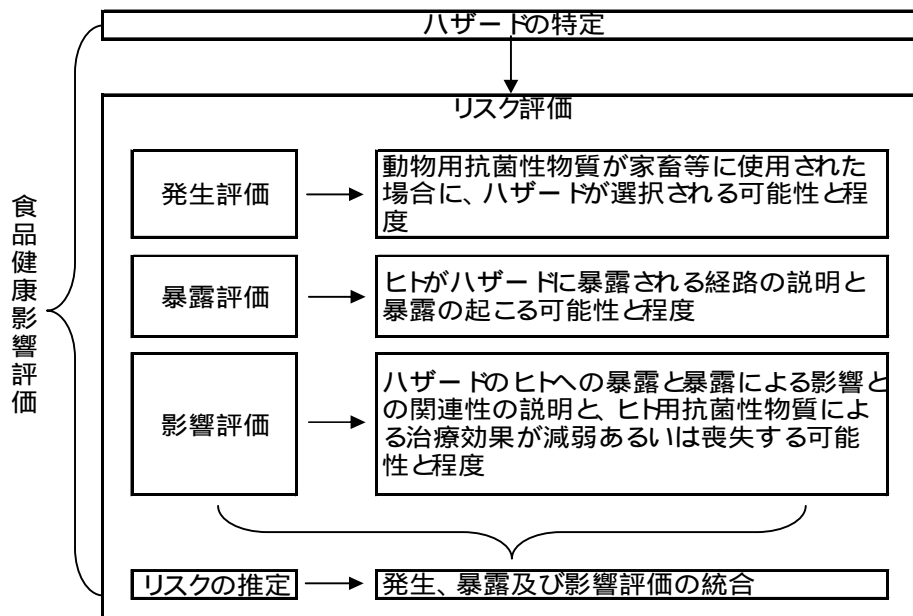 ハザードの特定
リスク評価
発生評価
動物用抗菌性物質が家畜等に使用された
場合に、ハザードが選択される可能性と程
度
暴露評価
ヒトがハザードに暴露される経路の説明と
暴露の起こる可能性と程度
影響評価
ハザードのヒトへの暴露と暴露による影響と
の関連性の説明と、ヒト用抗菌性物質によ
る治療効果が減弱あるいは喪失する可能
性と程度
リスクの推定
発生、暴露及び影響評価の統合
食品健康影響評価